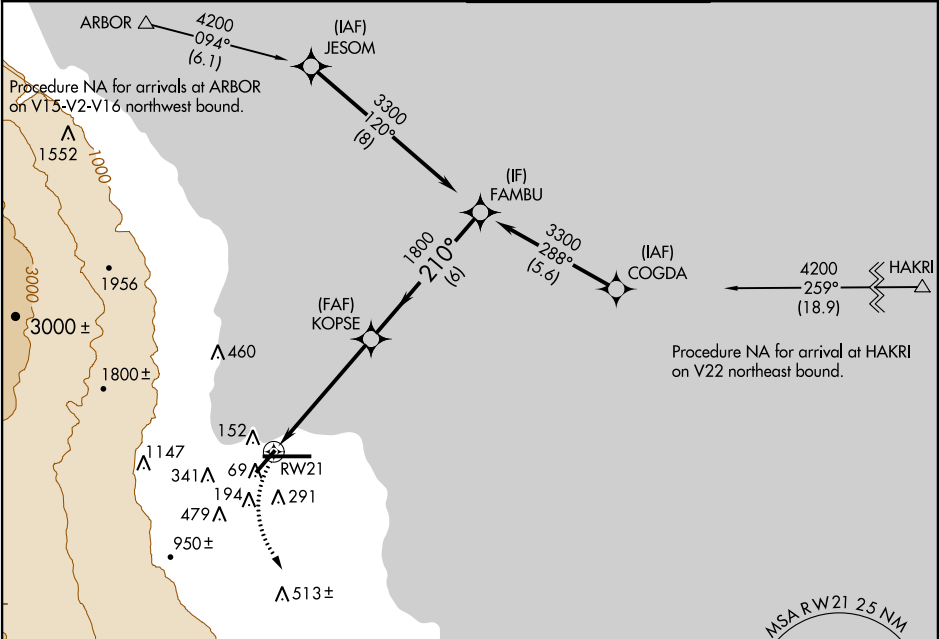 ARBOR
4200
094°
(6.1)
(IAF)
JESOM
Procedure NA for arrivals at ARBOR
on V15-V2-V16 northwest bound.
1552
1000
3300
120°
(8)
(IF)
FAMBU
3300
288°
(5.6)
(IAF)
COGDA
4200
259°
(18.9)
HAKRI
1800
210°
(6)
(FAF)
KOPSE
Procedure NA for arrival at HAKRI
on V22 northeast bound.
1956
3000
3000 ±
1800 ±
460
152
1147
341
69
RW21
194
291
479
950 ±
513 ±
MSA RW21 25 NM